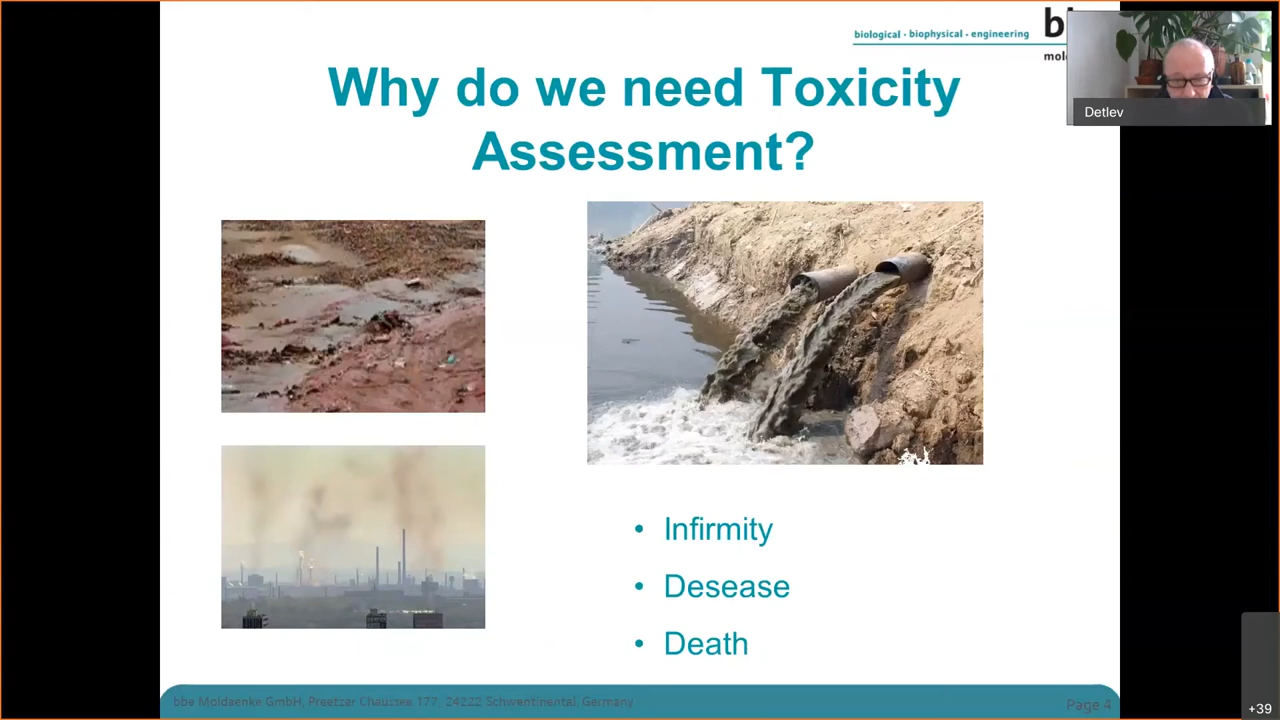 biological · biophysical · engineering
Detlev
Why do we need Toxicity
Assessment?
• Infirmity
• Desease
• Death
bbe Moldaenke GmbH, Preetzer Chaussee 177, 24222 Schwentinental, Germany
Page 4
+39